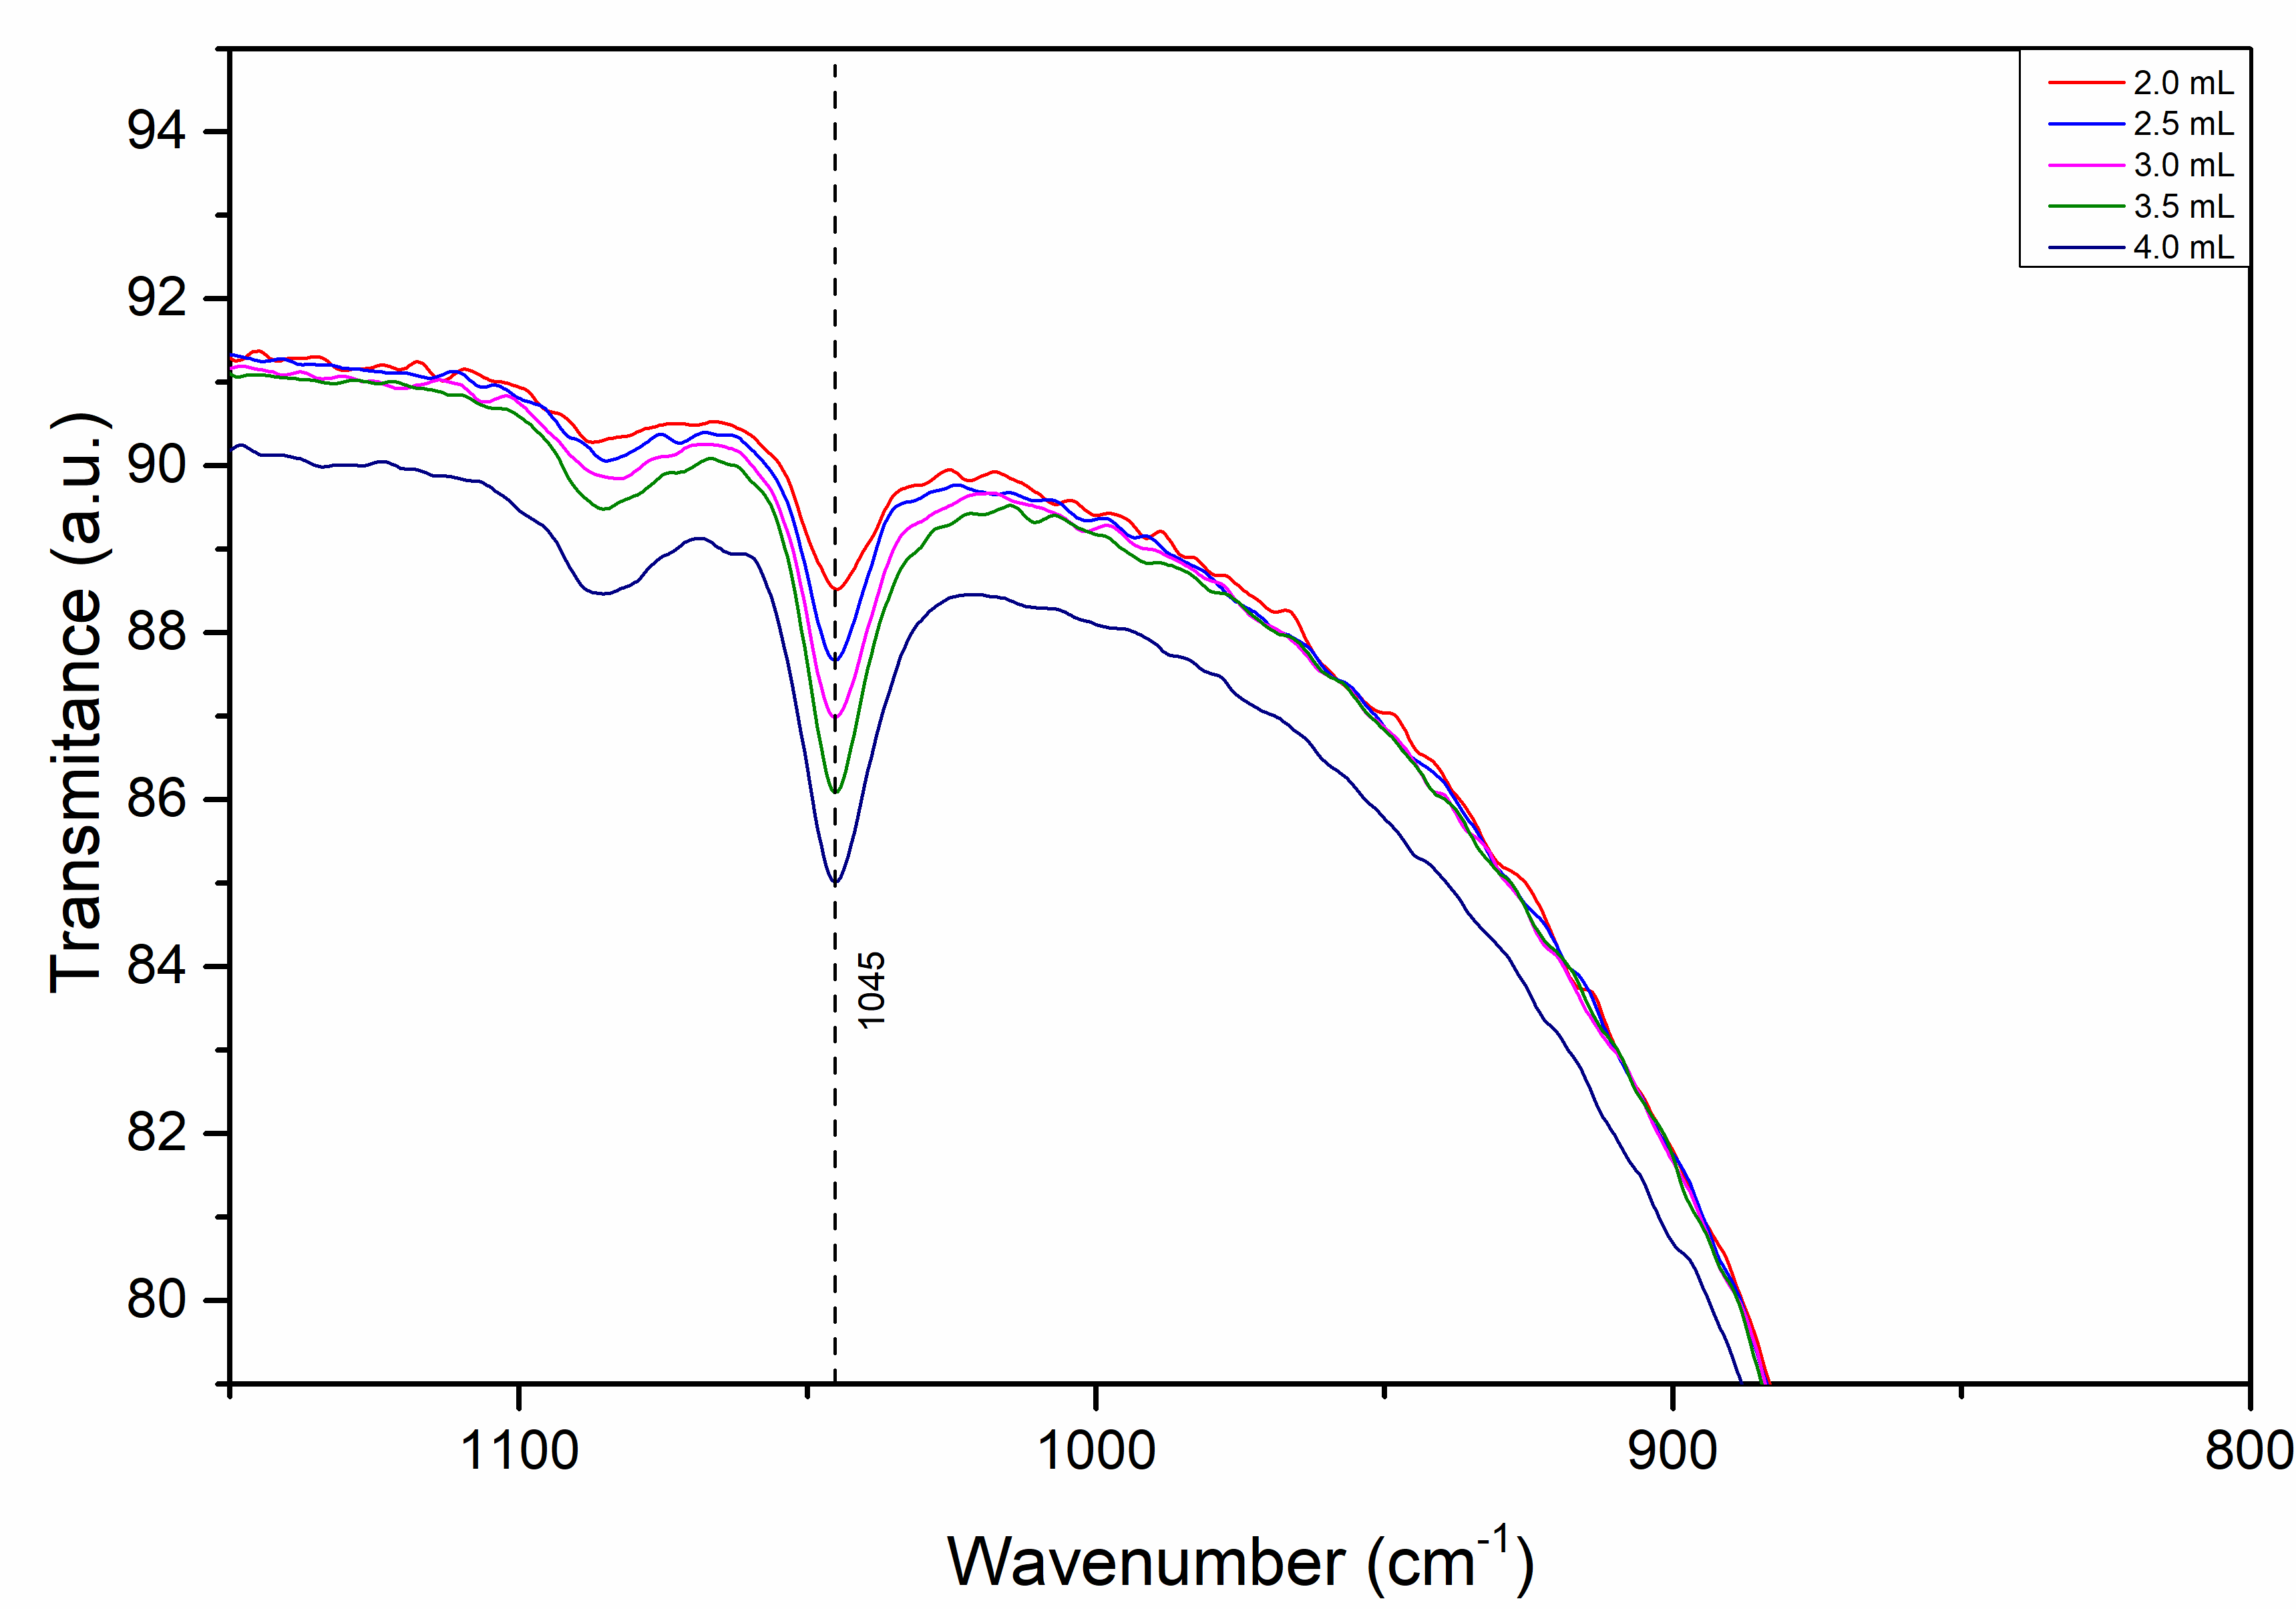 Transmitance (a.u.)
94
92
90
88
86
84
82
80
2.0 mL
2.5 mL
3.0 mL
3.5 mL
4.0 mL
1045
1100
1000
900
800
Wavenumber (cm⁻¹)